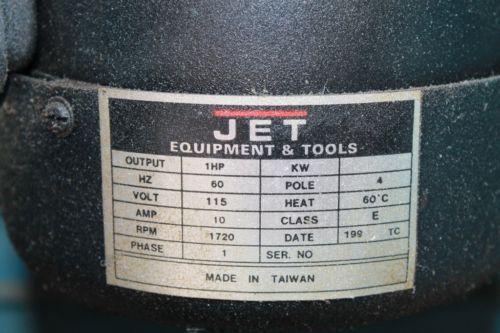 JET
EQUIPMENT & TOOLS
OUTPUT 1HP KW
HZ 60 POLE 4
VOLT 115 HEAT 60°C
AMP 10 CLASS E
RPM 1720 DATE 199 TC
PHASE 1 SER. NO
MADE IN TAIWAN